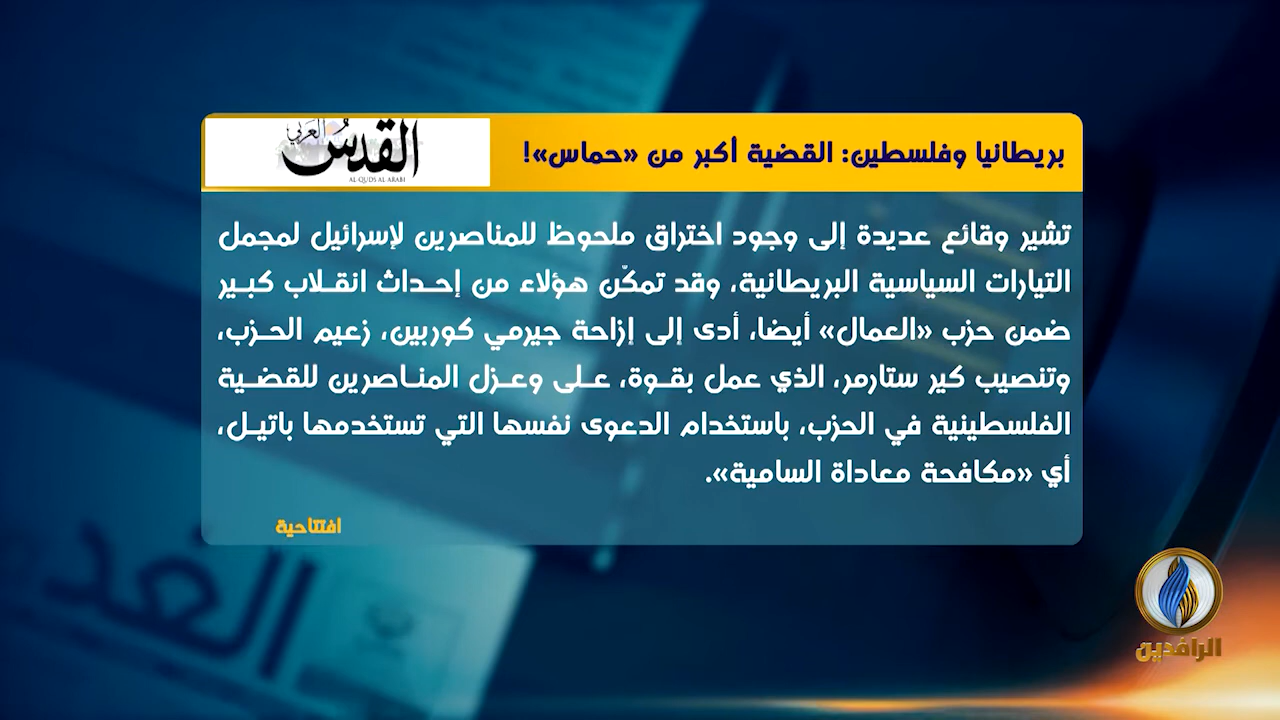 بريطانيا وفلسطين: القضية أكبر من «حماس»!
القدس العربي
AL-QUDS AL-ARABI
تشير وقائع عديدة إلى وجود اختراق ملحوظ للمناصرين لإسرائيل لمجمل
التيارات السياسية البريطانية، وقد تمكّن هؤلاء من إحداث انقلاب كبير
ضمن حزب «العمال» أيضا، أدى إلى إزاحة جيرمي كوربين، زعيم الحزب،
وتنصيب كير ستارمر، الذي عمل بقوة، على وعزل المناصرين للقضية
الفلسطينية في الحزب، باستخدام الدعوى نفسها التي تستخدمها باتيل،
أي «مكافحة معاداة السامية».
افتتاحية
الغد
الرافدين